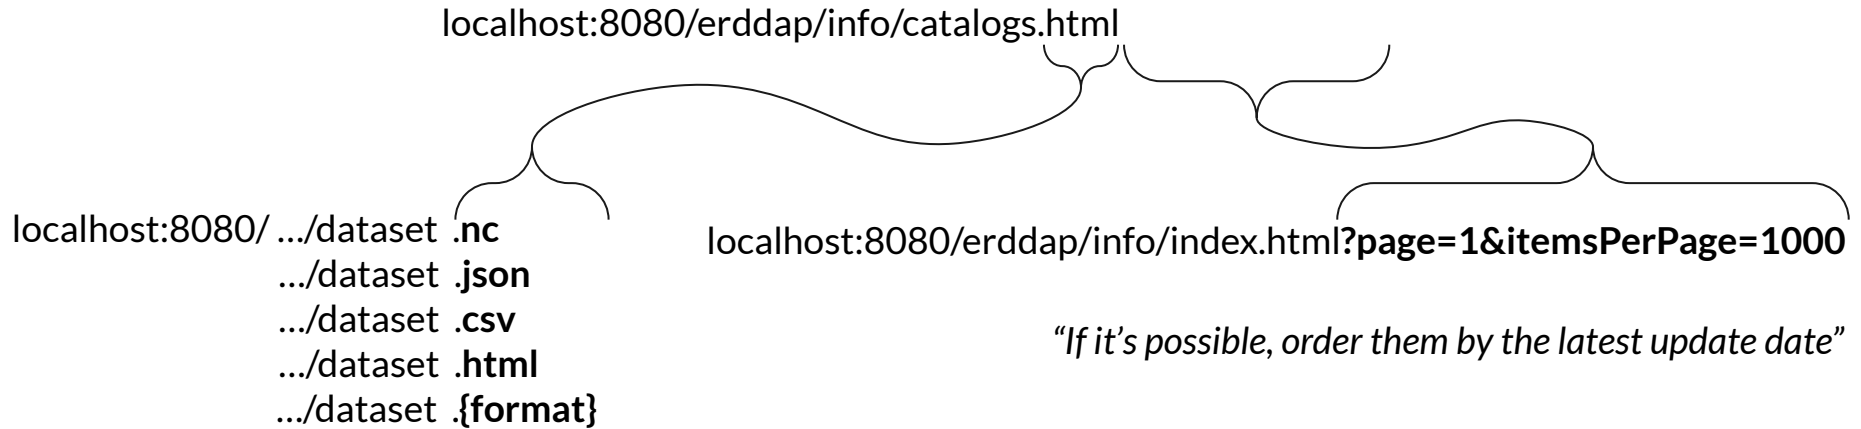 localhost:8080/erddap/info/catalogs.html
localhost:8080/ .../dataset .nc
.../dataset .json
.../dataset .csv
.../dataset .html
.../dataset .{format}
localhost:8080/erddap/info/index.html?page=1&itemsPerPage=1000
“If it’s possible, order them by the latest update date”